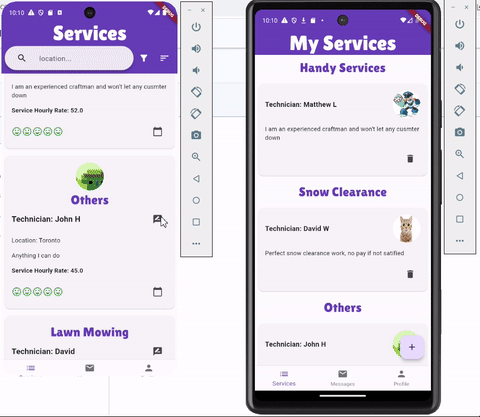 10:10
Services
location...
I am an experienced craftman and won't let any cusmter
down
Service Hourly Rate: 52.0
Others
Technician: John H
Location: Toronto
Anything I can do
Service Hourly Rate: 45.0
Lawn Mowing
Technician: David
10:10
My Services
Handy Services
Technician: Matthew L
I am an experienced craftman and won't let any cusmter
down
Snow Clearance
Technician: David W
Perfect snow clearance work, no pay if not satified
Others
Technician: John H
Services
Messages
Profile